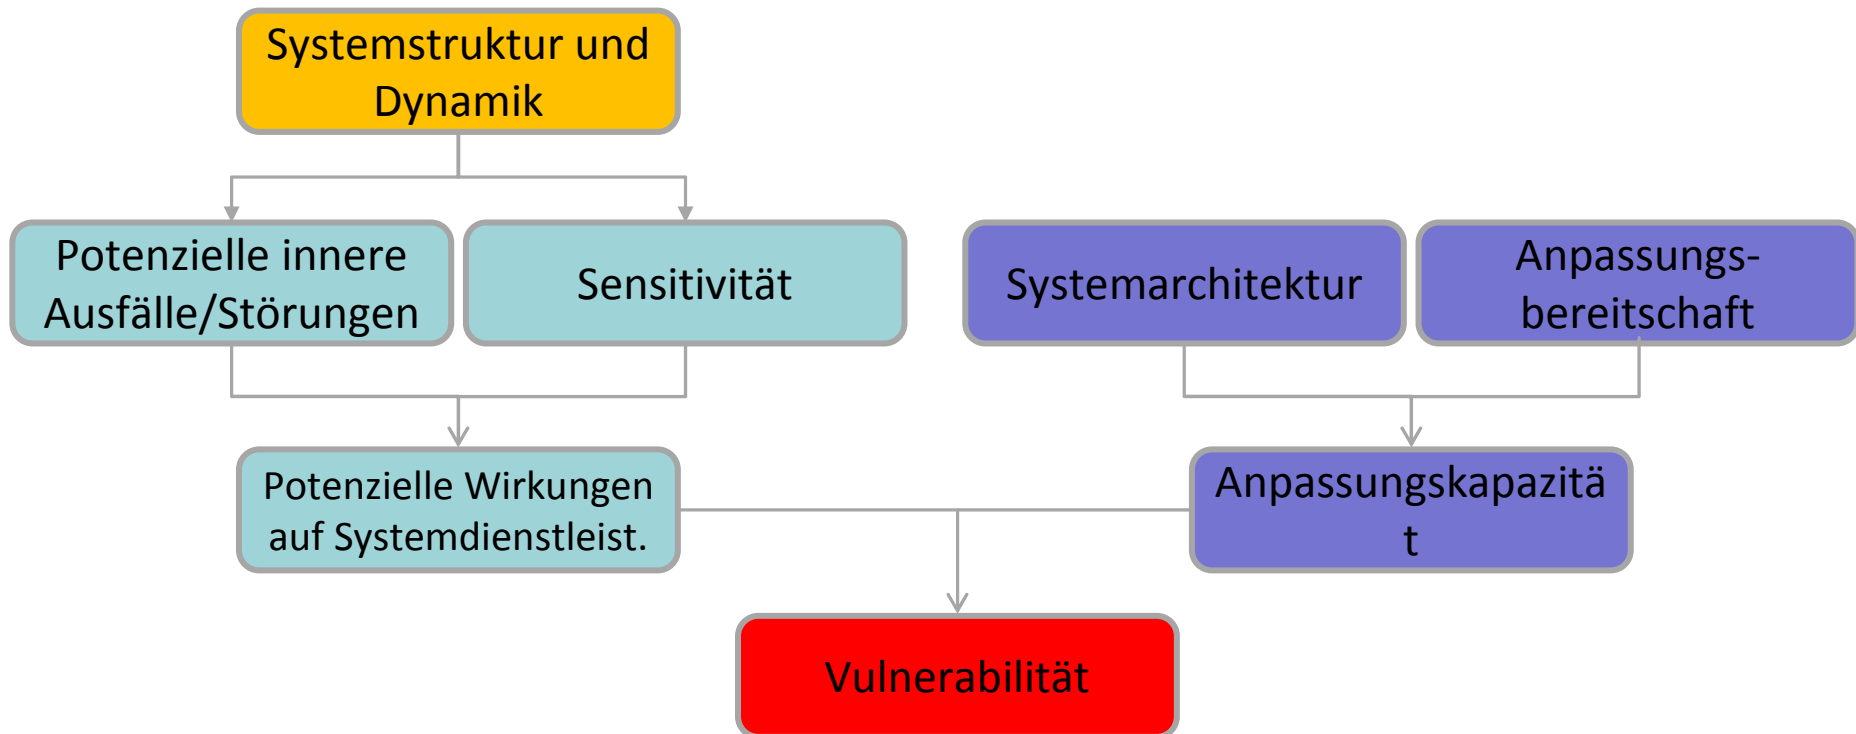 Systemstruktur und
Dynamik
Potenzielle innere
Ausfälle/Störungen
Sensitivität
Systemarchitektur
Anpassungs-
bereitschaft
Potenzielle Wirkungen
auf Systemdienstleist.
Anpassungskapazitä
t
Vulnerabilität